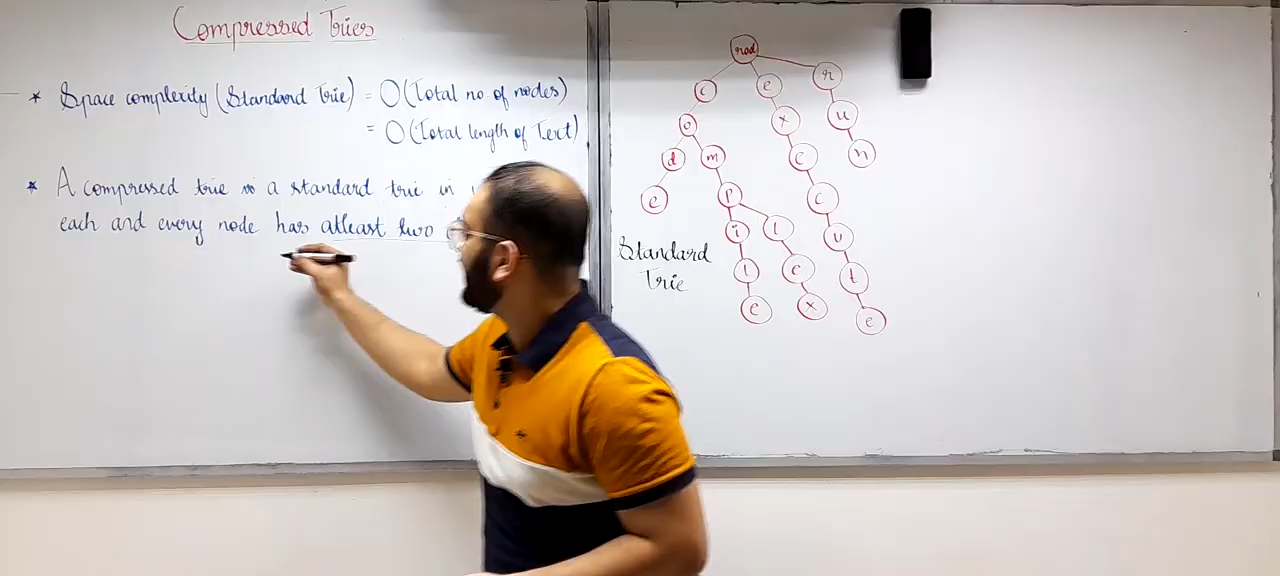 Compressed Tries
* Space complexity (Standard Trie) = O(Total no. of nodes)
= O(Total length of Text)
* A compressed trie is a standard trie in
each and every node has atleast two
root
c e r
o x u
d m e n
e p c
i l u
l e t
e x e
Standard
Trie